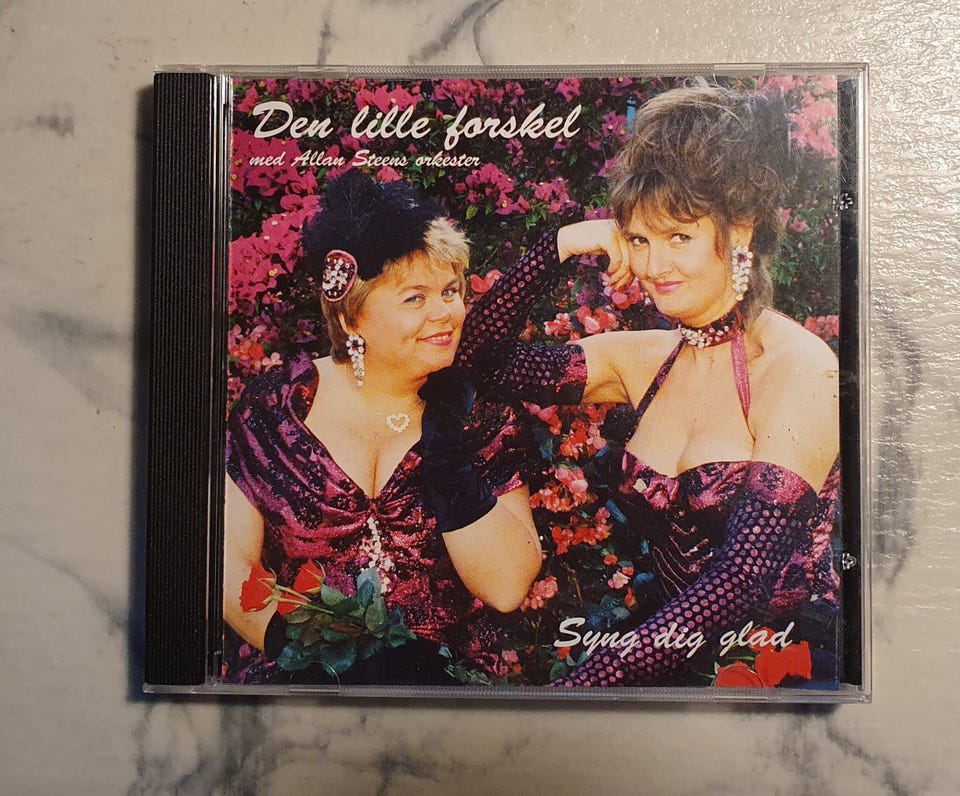 Den lille forskel
med Allan Steens orkester
Syng dig glad